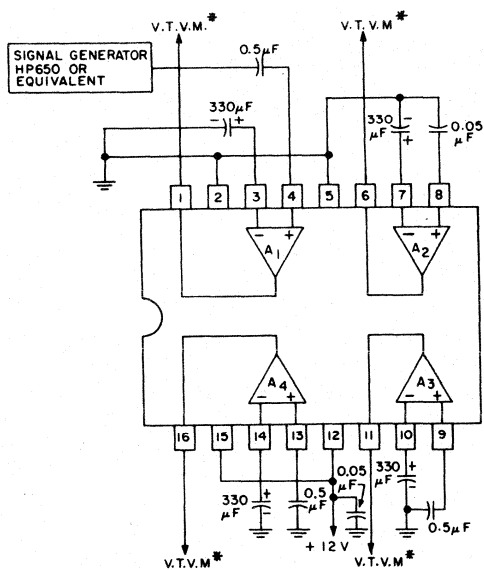 V.T.V.M.*
V.T.V.M*
SIGNAL GENERATOR
HP650 OR
EQUIVALENT
0.5μF
330μF
- +
330
μF
-
+
0.05
μF
1 2 3 4 5 6 7 8
- +
A1
- +
A2
A4
- +
A3
- +
16 15 14 13 12 11 10 9
330
μF
+
-
0.5
μF
0.05
μF
330
μF
+
-
0.5μF
+12V
V.T.V.M*
V.T.V.M*